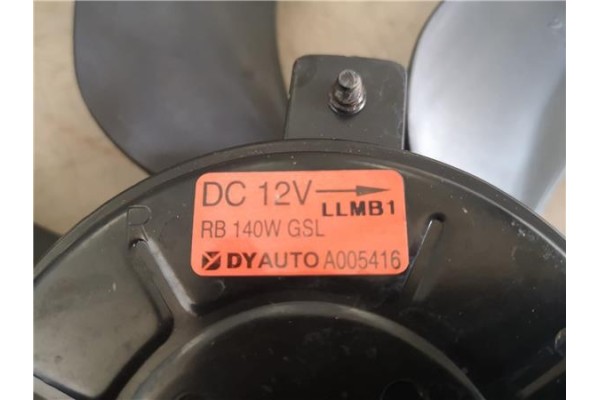 DC 12V
LLMB1
RB 140W GSL
DYAUTO A005416
R